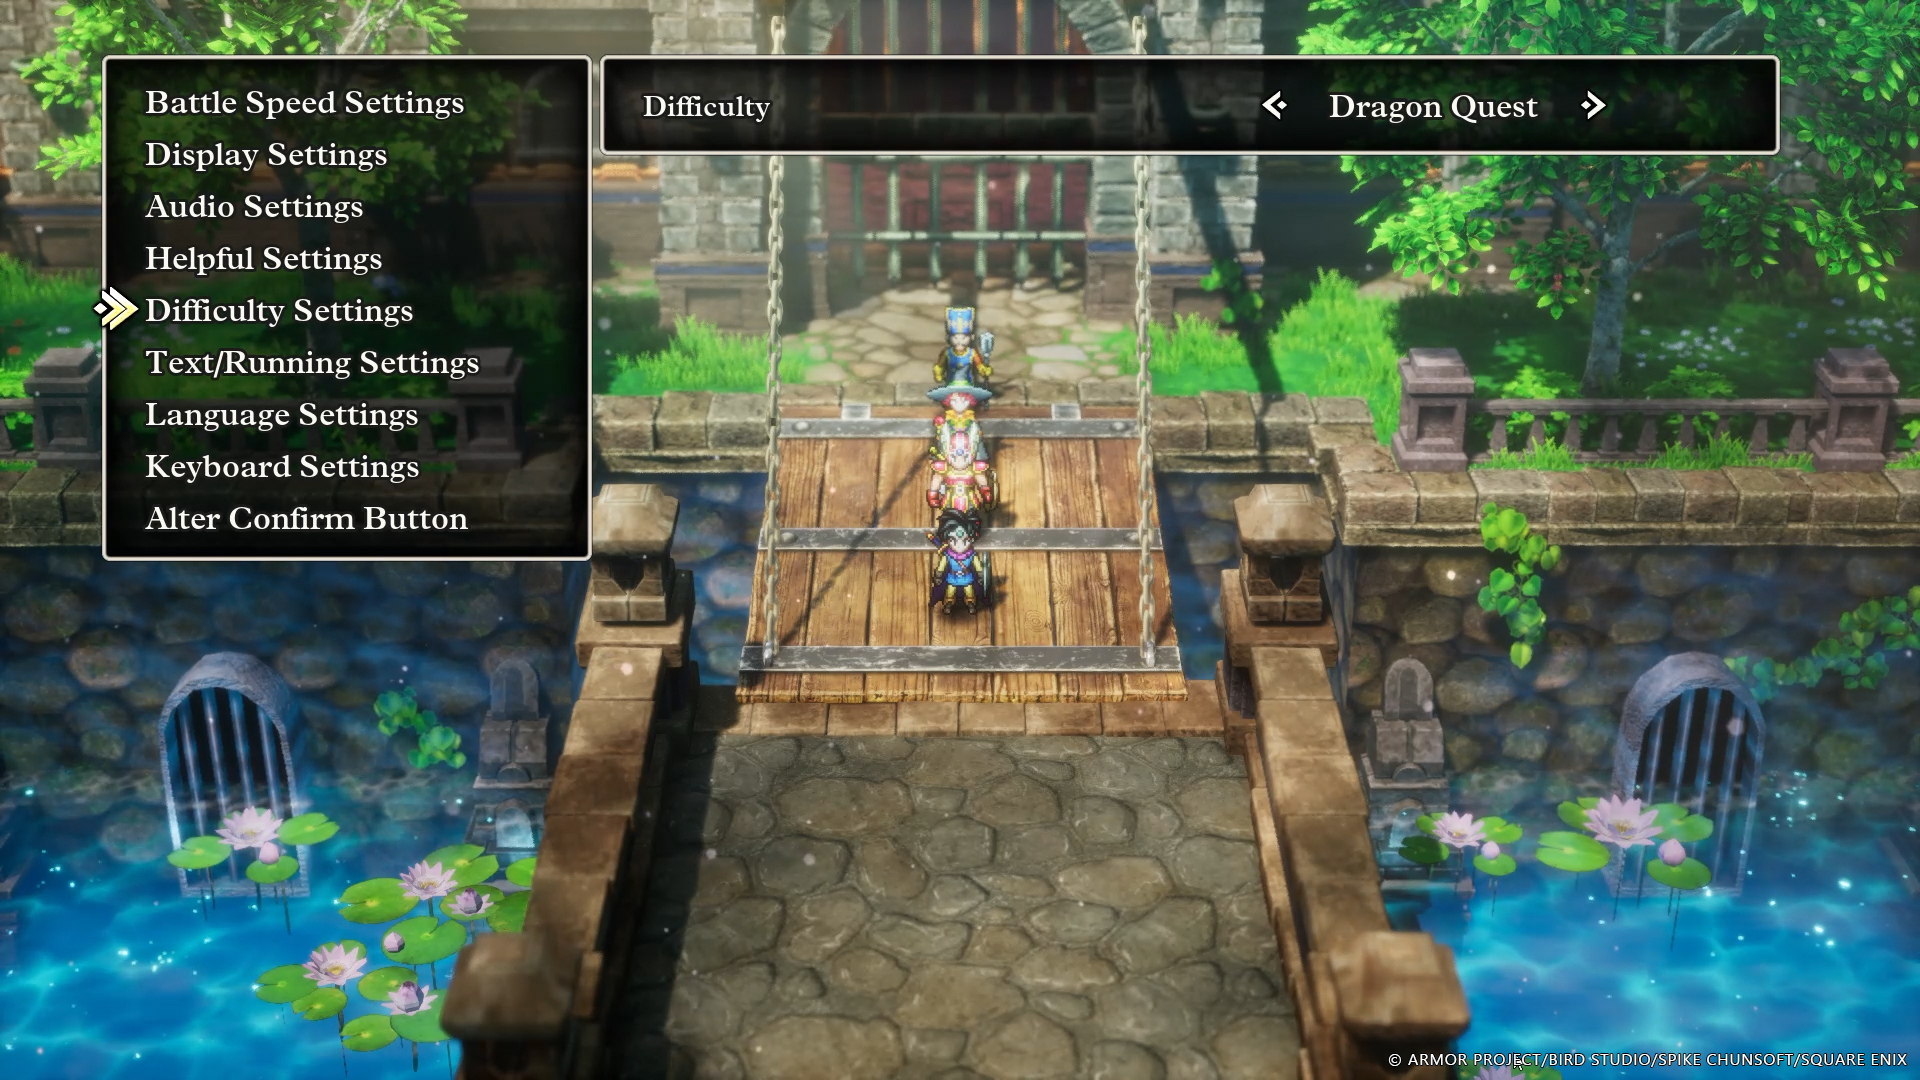 Battle Speed Settings
Display Settings
Audio Settings
Helpful Settings
Difficulty Settings
Text/Running Settings
Language Settings
Keyboard Settings
Alter Confirm Button
Difficulty
Dragon Quest
© ARMOR PROJECT/BIRD STUDIO/SPIKE CHUNSOFT/SQUARE ENIX